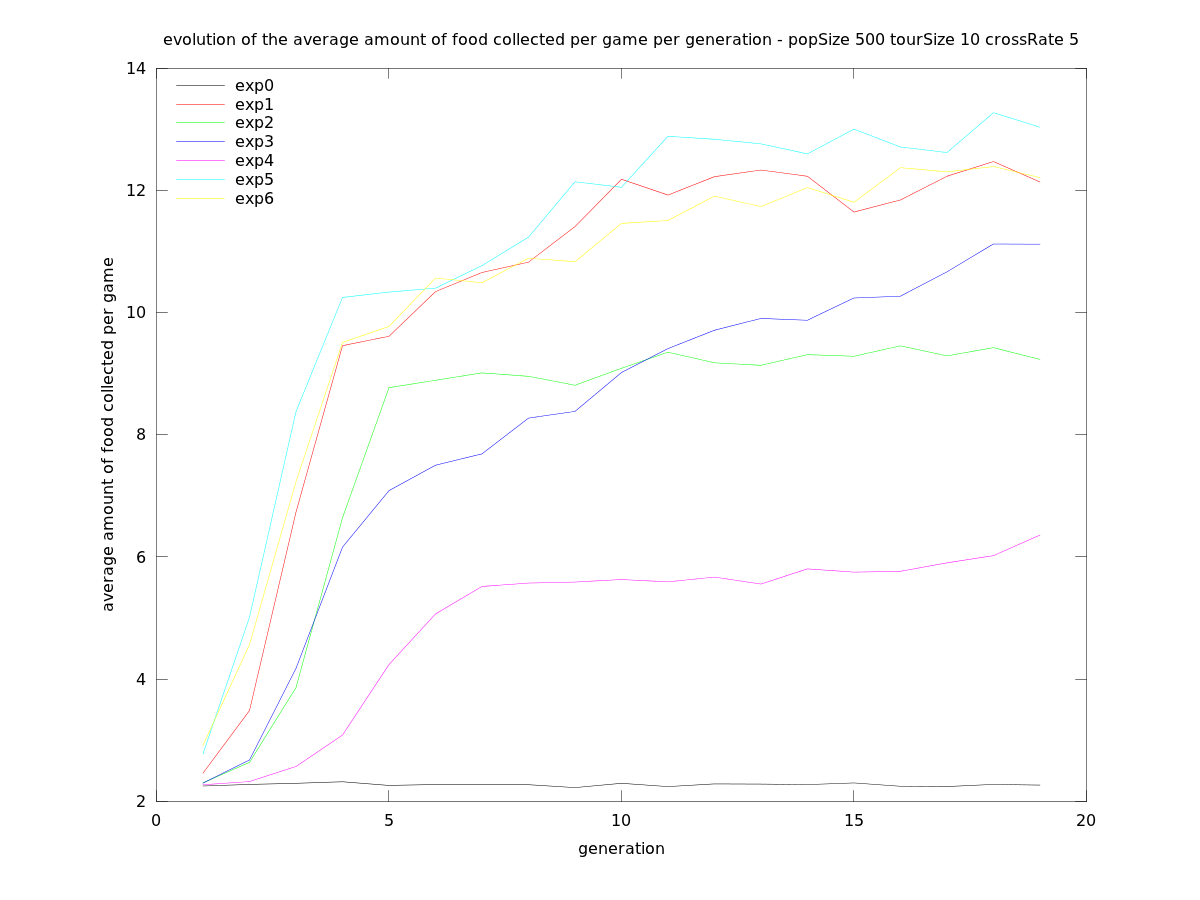 evolution of the average amount of food collected per game per generation - popSize 500 tourSize 10 crossRate 5
14
12
10
8
6
4
2
exp0
exp1
exp2
exp3
exp4
exp5
exp6
average amount of food collected per game
0
5
10
15
20
generation